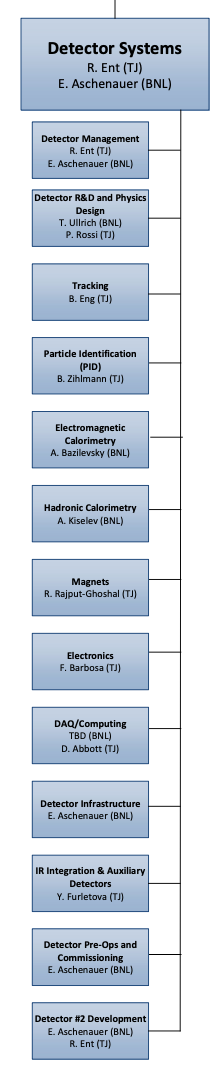 Detector Systems
R. Ent (TJ)
E. Aschenauer (BNL)
Detector Management
R. Ent (TJ)
E. Aschenauer (BNL)
Detector R&D and Physics
Design
T. Ullrich (BNL)
P. Rossi (TJ)
Tracking
B. Eng (TJ)
Particle Identification
(PID)
B. Zihlmann (TJ)
Electromagnetic
Calorimetry
A. Bazilevsky (BNL)
Hadronic Calorimetry
A. Kiselev (BNL)
Magnets
R. Rajput-Ghoshal (TJ)
Electronics
F. Barbosa (TJ)
DAQ/Computing
TBD (BNL)
D. Abbott (TJ)
Detector Infrastructure
E. Aschenauer (BNL)
IR Integration & Auxiliary
Detectors
Y. Furletova (TJ)
Detector Pre-Ops and
Commissioning
E. Aschenauer (BNL)
Detector #2 Development
E. Aschenauer (BNL)
R. Ent (TJ)